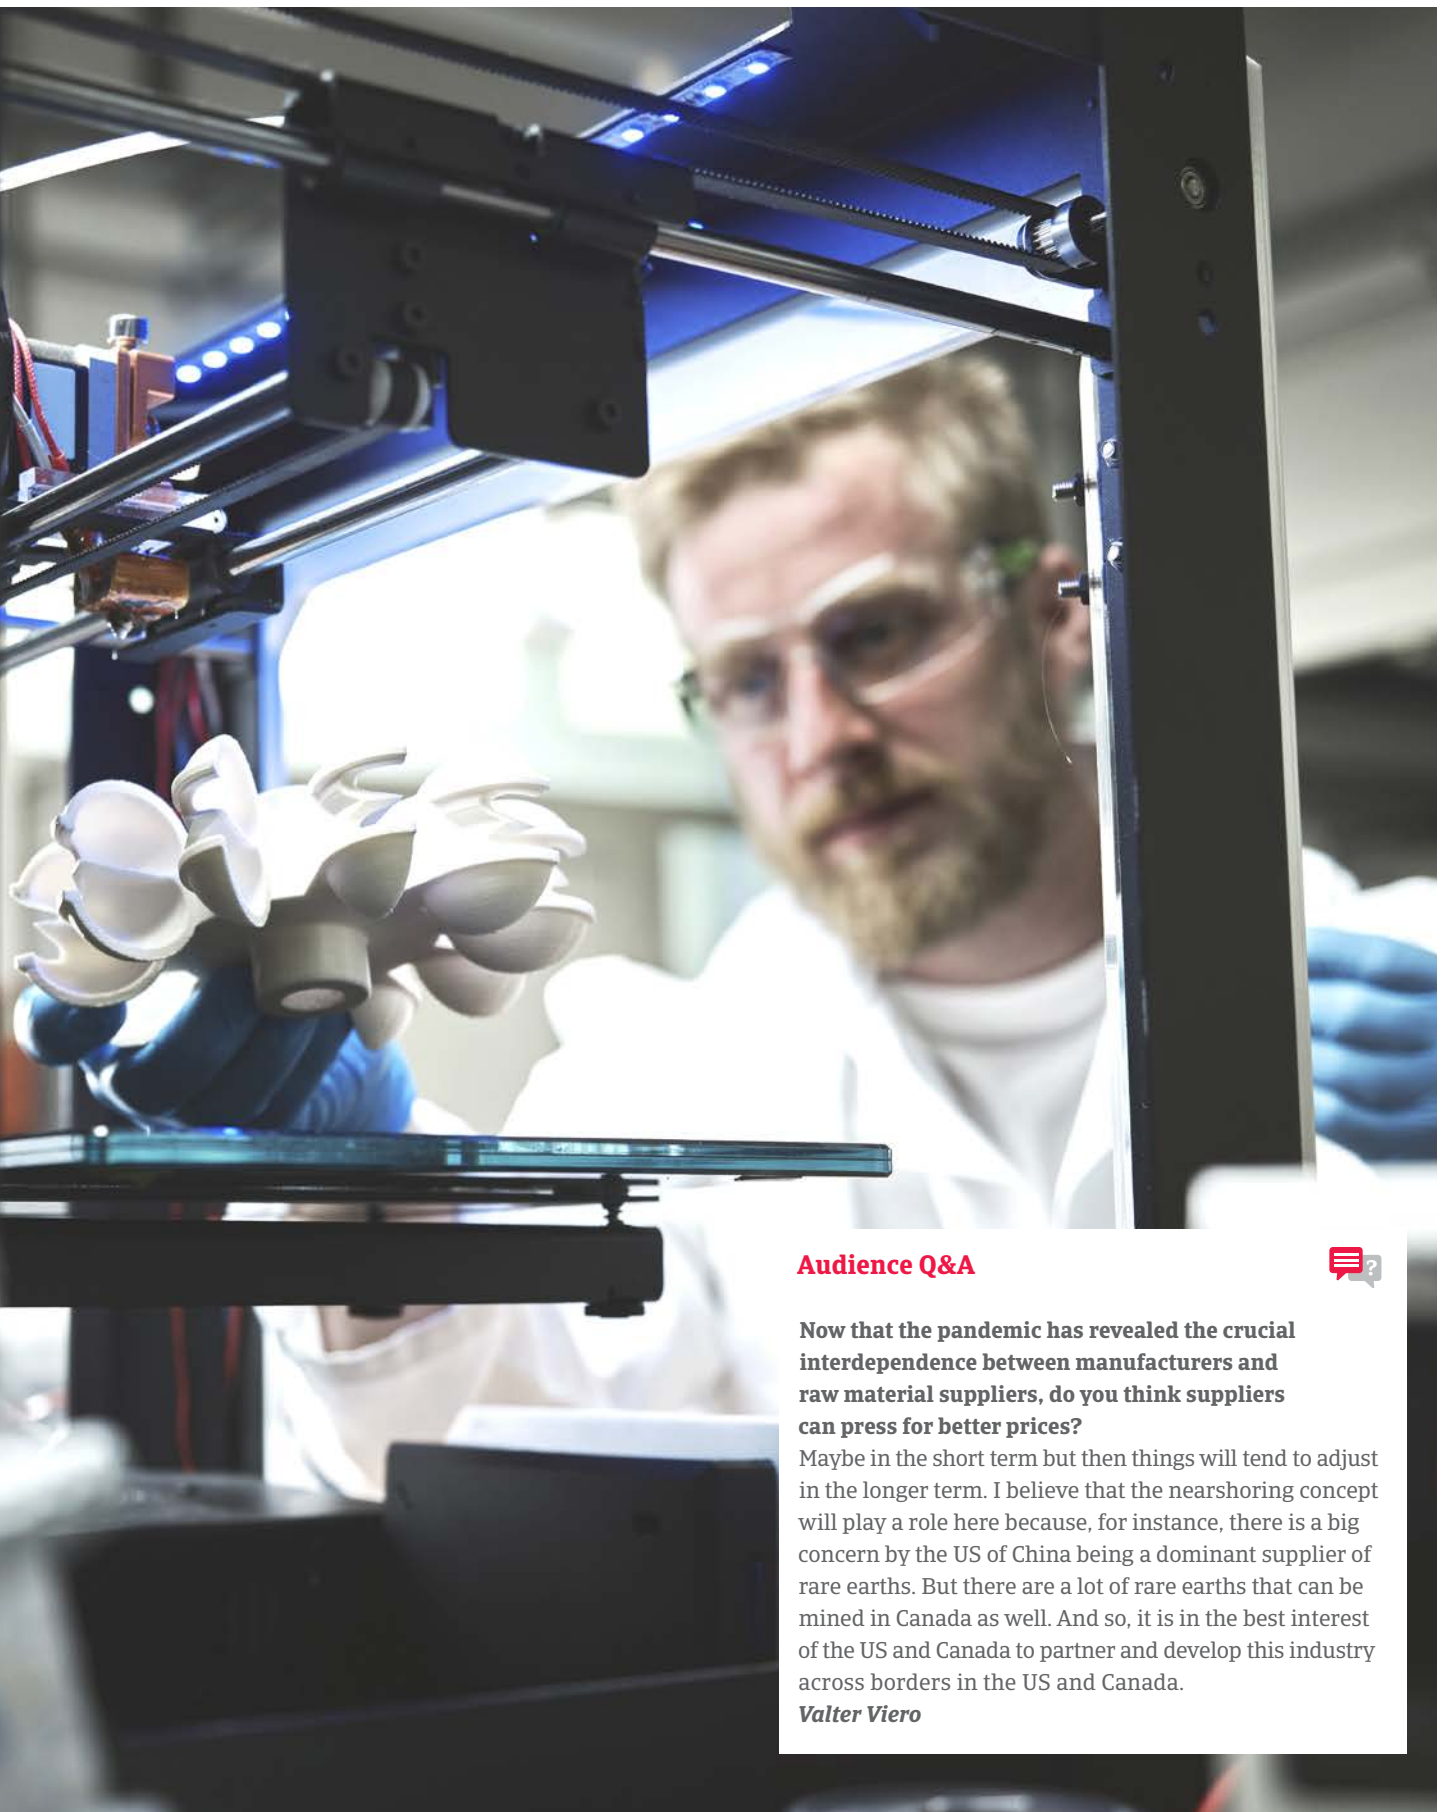 Audience Q&A
?
Now that the pandemic has revealed the crucial
interdependence between manufacturers and
raw material suppliers, do you think suppliers
can press for better prices?
Maybe in the short term but then things will tend to adjust
in the longer term. I believe that the nearshoring concept
will play a role here because, for instance, there is a big
concern by the US of China being a dominant supplier of
rare earths. But there are a lot of rare earths that can be
mined in Canada as well. And so, it is in the best interest
of the US and Canada to partner and develop this industry
across borders in the US and Canada.
Valter Viero